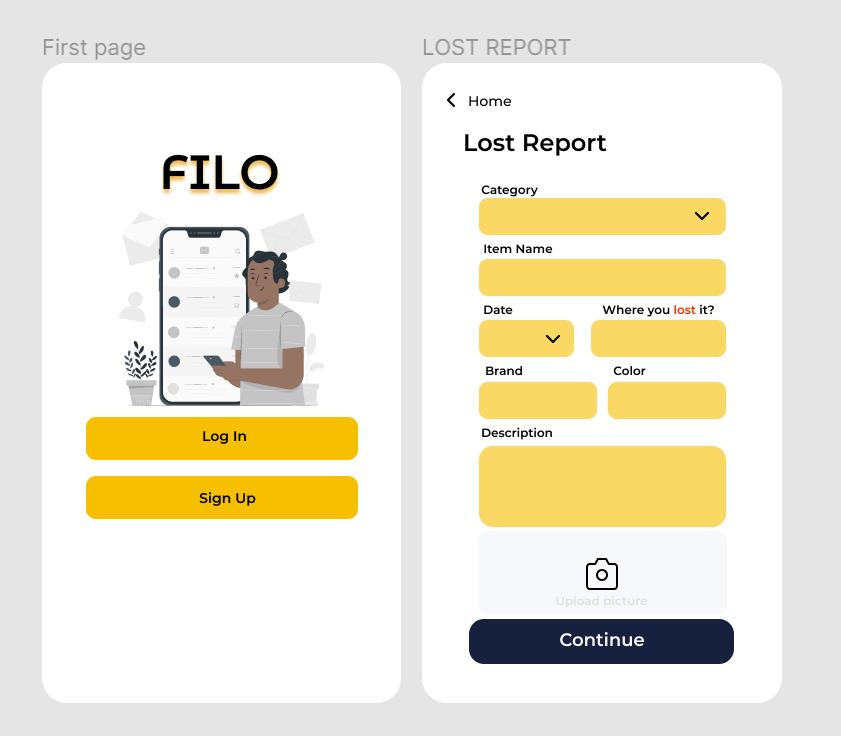 First page
FILO
Log In
Sign Up
LOST REPORT
Home
Lost Report
Category
Item Name
Date
Where you lost it?
Brand
Color
Description
Upload picture
Continue